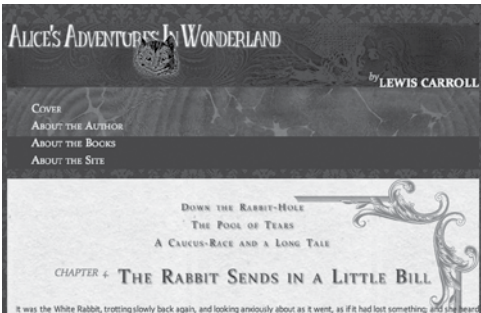 ALICE'S ADVENTURES IN WONDERLAND
by LEWIS CARROLL
COVER
ABOUT THE AUTHOR
ABOUT THE BOOKS
ABOUT THE SITE
DOWN THE RABBIT-HOLE
THE POOL OF TEARS
A CAUCUS-RACE AND A LONG TALE
CHAPTER 4. THE RABBIT SENDS IN A LITTLE BILL
It was the White Rabbit, trotting slowly back again, and looking anxiously about as it went, as if it had lost something; and she heard